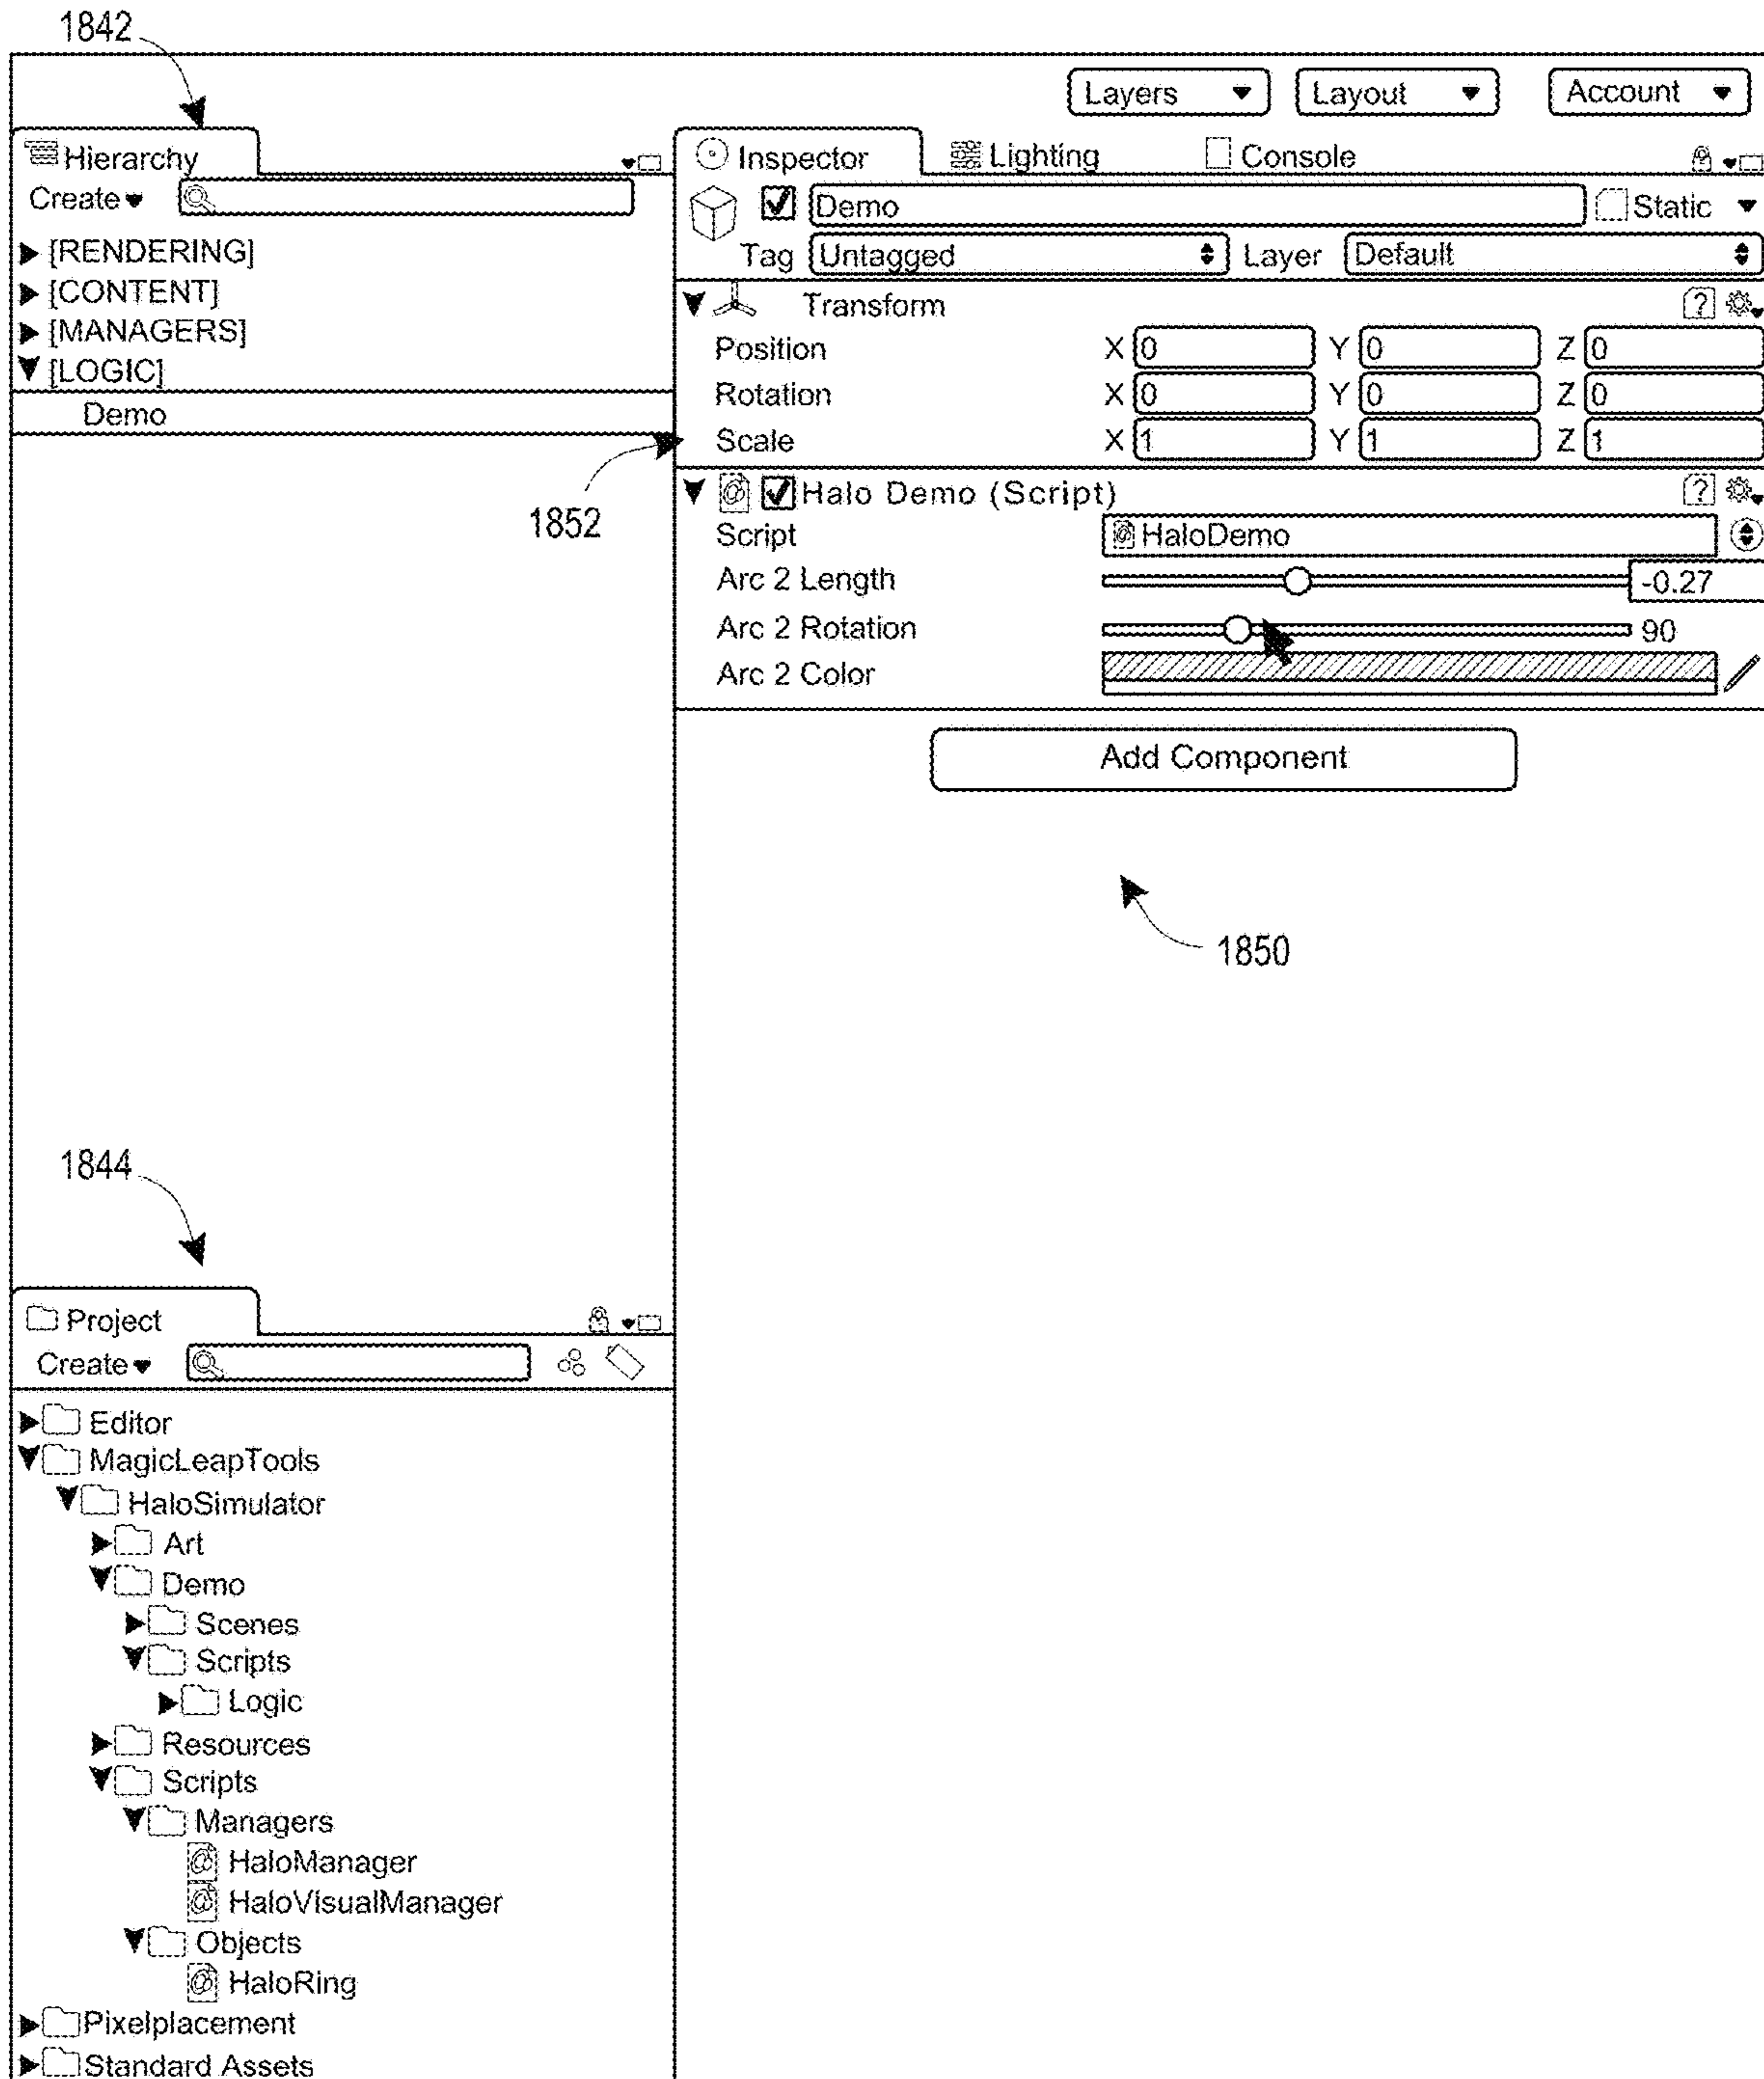 1842
Layers Layout Account
Hierarchy
Create
[RENDERING]
[CONTENT]
[MANAGERS]
[LOGIC]
Demo
1852
Inspector Lighting Console
Demo Static
Tag Untagged Layer Default
Transform ?
Position X 0 Y 0 Z 0
Rotation X 0 Y 0 Z 0
Scale X 1 Y 1 Z 1
Halo Demo (Script) ?
Script HaloDemo
Arc 2 Length -0.27
Arc 2 Rotation 90
Arc 2 Color
Add Component
1850
1844
Project
Create
Editor
MagicLeapTools
HaloSimulator
Art
Demo
Scenes
Scripts
Logic
Resources
Scripts
Managers
@ HaloManager
@ HaloVIsualManager
Objects
@ HaloRing
Pixelplacement
Standard Assets